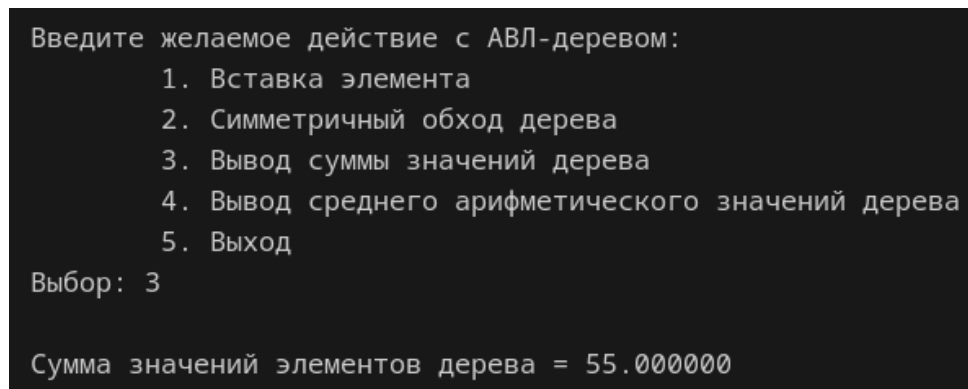 Введите желаемое действие с АВЛ-деревом:
1. Вставка элемента
2. Симметричный обход дерева
3. Вывод суммы значений дерева
4. Вывод среднего арифметического значений дерева
5. Выход
Выбор: 3
Сумма значений элементов дерева = 55.000000